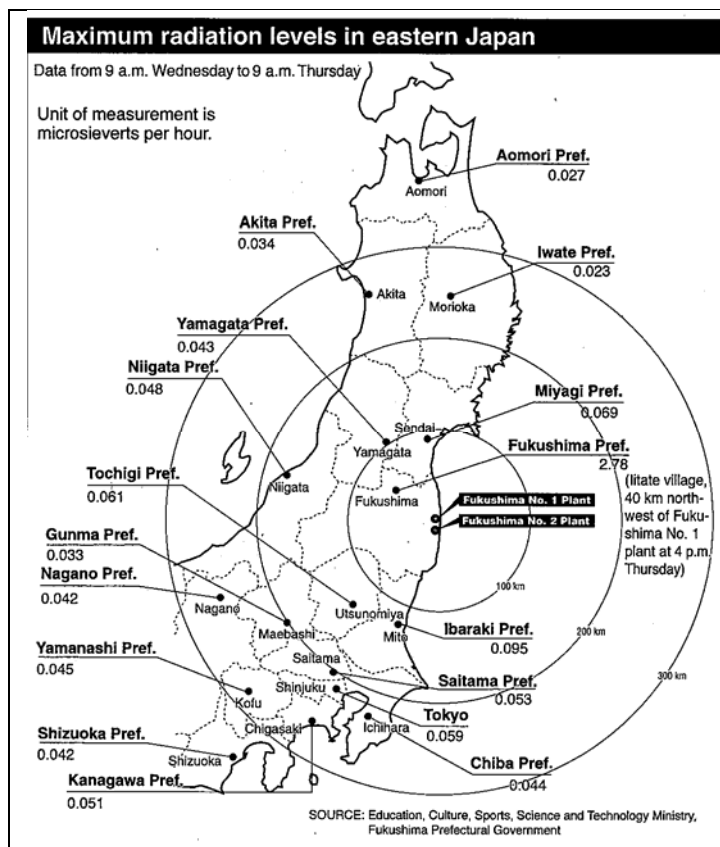 Maximum radiation levels in eastern Japan
Data from 9 a.m. Wednesday to 9 a.m. Thursday
Unit of measurement is
microsieverts per hour.
Aomori Pref.
0.027
Aomori
Akita Pref.
0.034
Iwate Pref.
0.023
Akita
Morioka
Yamagata Pref.
0.043
Niigata Pref.
0.048
Miyagi Pref.
0.069
Sendai
Yamagata
Fukushima Pref.
2.78
(Iitate village,
40 km north-
west of Fuku-
shima No. 1
plant at 4 p.m.
Thursday)
Tochigi Pref.
0.061
Niigata
Fukushima
Fukushima No. 1 Plant
Fukushima No. 2 Plant
Gunma Pref.
0.033
Nagano Pref.
0.042
100 km
Nagano
Utsunomiya
Maebashi
Mito
Ibaraki Pref.
0.095
200 km
Yamanashi Pref.
0.045
Saitama
Saitama Pref.
0.053
300 km
Shinjuku
Kofu
Tokyo
0.059
Chigasaki
Ichihara
Shizuoka Pref.
0.042
Shizuoka
Chiba Pref.
0.044
Kanagawa Pref.
0.051
SOURCE: Education, Culture, Sports, Science and Technology Ministry,
Fukushima Prefectural Government